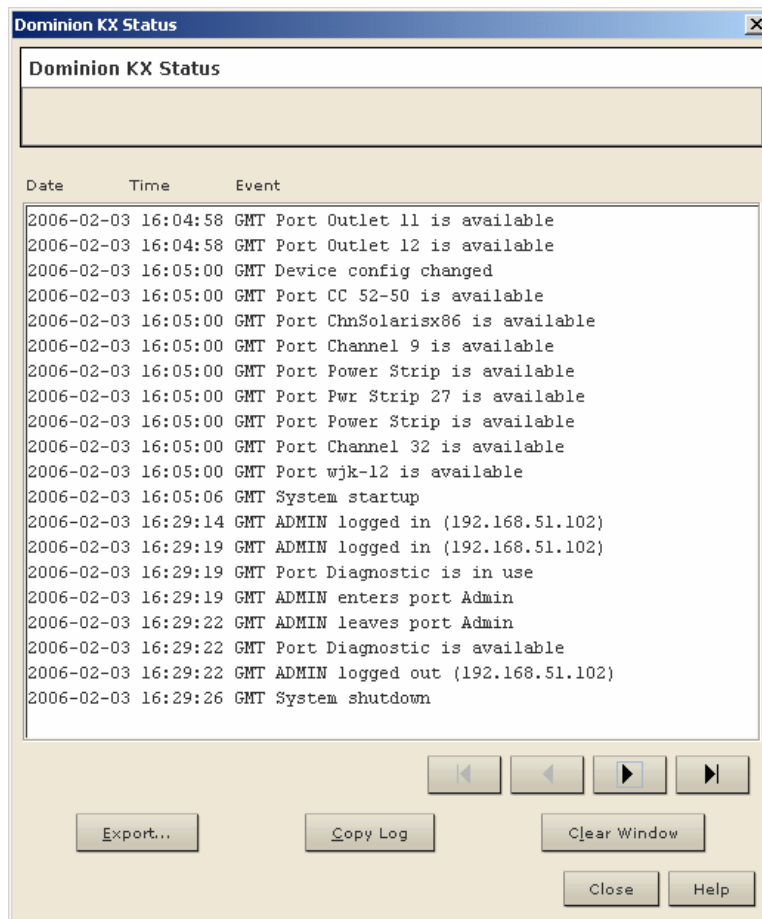 Dominion KX Status
Dominion KX Status
Date Time Event
2006-02-03 16:04:58 GMT Port Outlet 11 is available
2006-02-03 16:04:58 GMT Port Outlet 12 is available
2006-02-03 16:05:00 GMT Device config changed
2006-02-03 16:05:00 GMT Port CC 52-50 is available
2006-02-03 16:05:00 GMT Port ChnSolarisx86 is available
2006-02-03 16:05:00 GMT Port Channel 9 is available
2006-02-03 16:05:00 GMT Port Power Strip is available
2006-02-03 16:05:00 GMT Port Pwr Strip 27 is available
2006-02-03 16:05:00 GMT Port Power Strip is available
2006-02-03 16:05:00 GMT Port Channel 32 is available
2006-02-03 16:05:00 GMT Port wjk-12 is available
2006-02-03 16:05:06 GMT System startup
2006-02-03 16:29:14 GMT ADMIN logged in (192.168.51.102)
2006-02-03 16:29:19 GMT ADMIN logged in (192.168.51.102)
2006-02-03 16:29:19 GMT Port Diagnostic is in use
2006-02-03 16:29:19 GMT ADMIN enters port Admin
2006-02-03 16:29:22 GMT ADMIN leaves port Admin
2006-02-03 16:29:22 GMT Port Diagnostic is available
2006-02-03 16:29:22 GMT ADMIN logged out (192.168.51.102)
2006-02-03 16:29:26 GMT System shutdown
Export... Copy Log Clear Window
Close Help